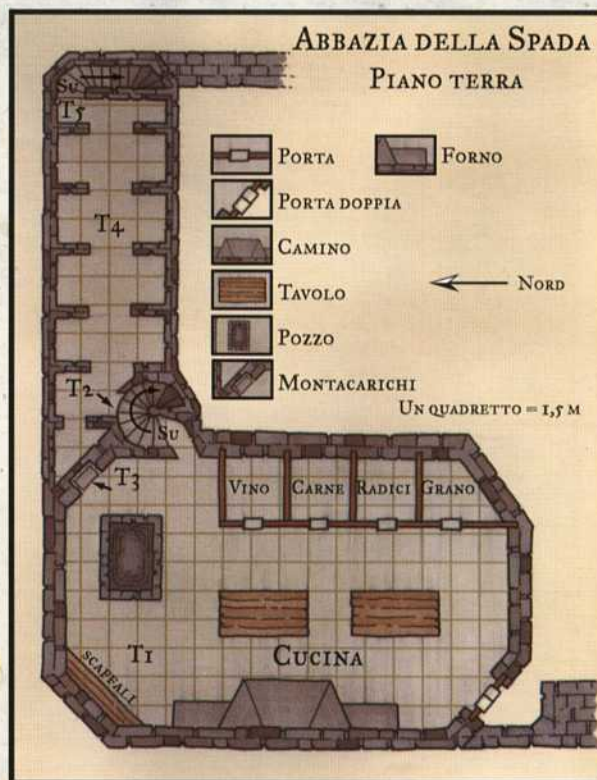 Abbazia della Spada
Piano terra
Su
T5
Porta
Forno
Porta doppia
T4
Camino
Nord
Tavolo
Pozzo
T2
Montacarichi
Un quadretto = 1,5 m
Su
T3
Vino
Carne
Radici
Grano
T1
Cucina
Scaffali